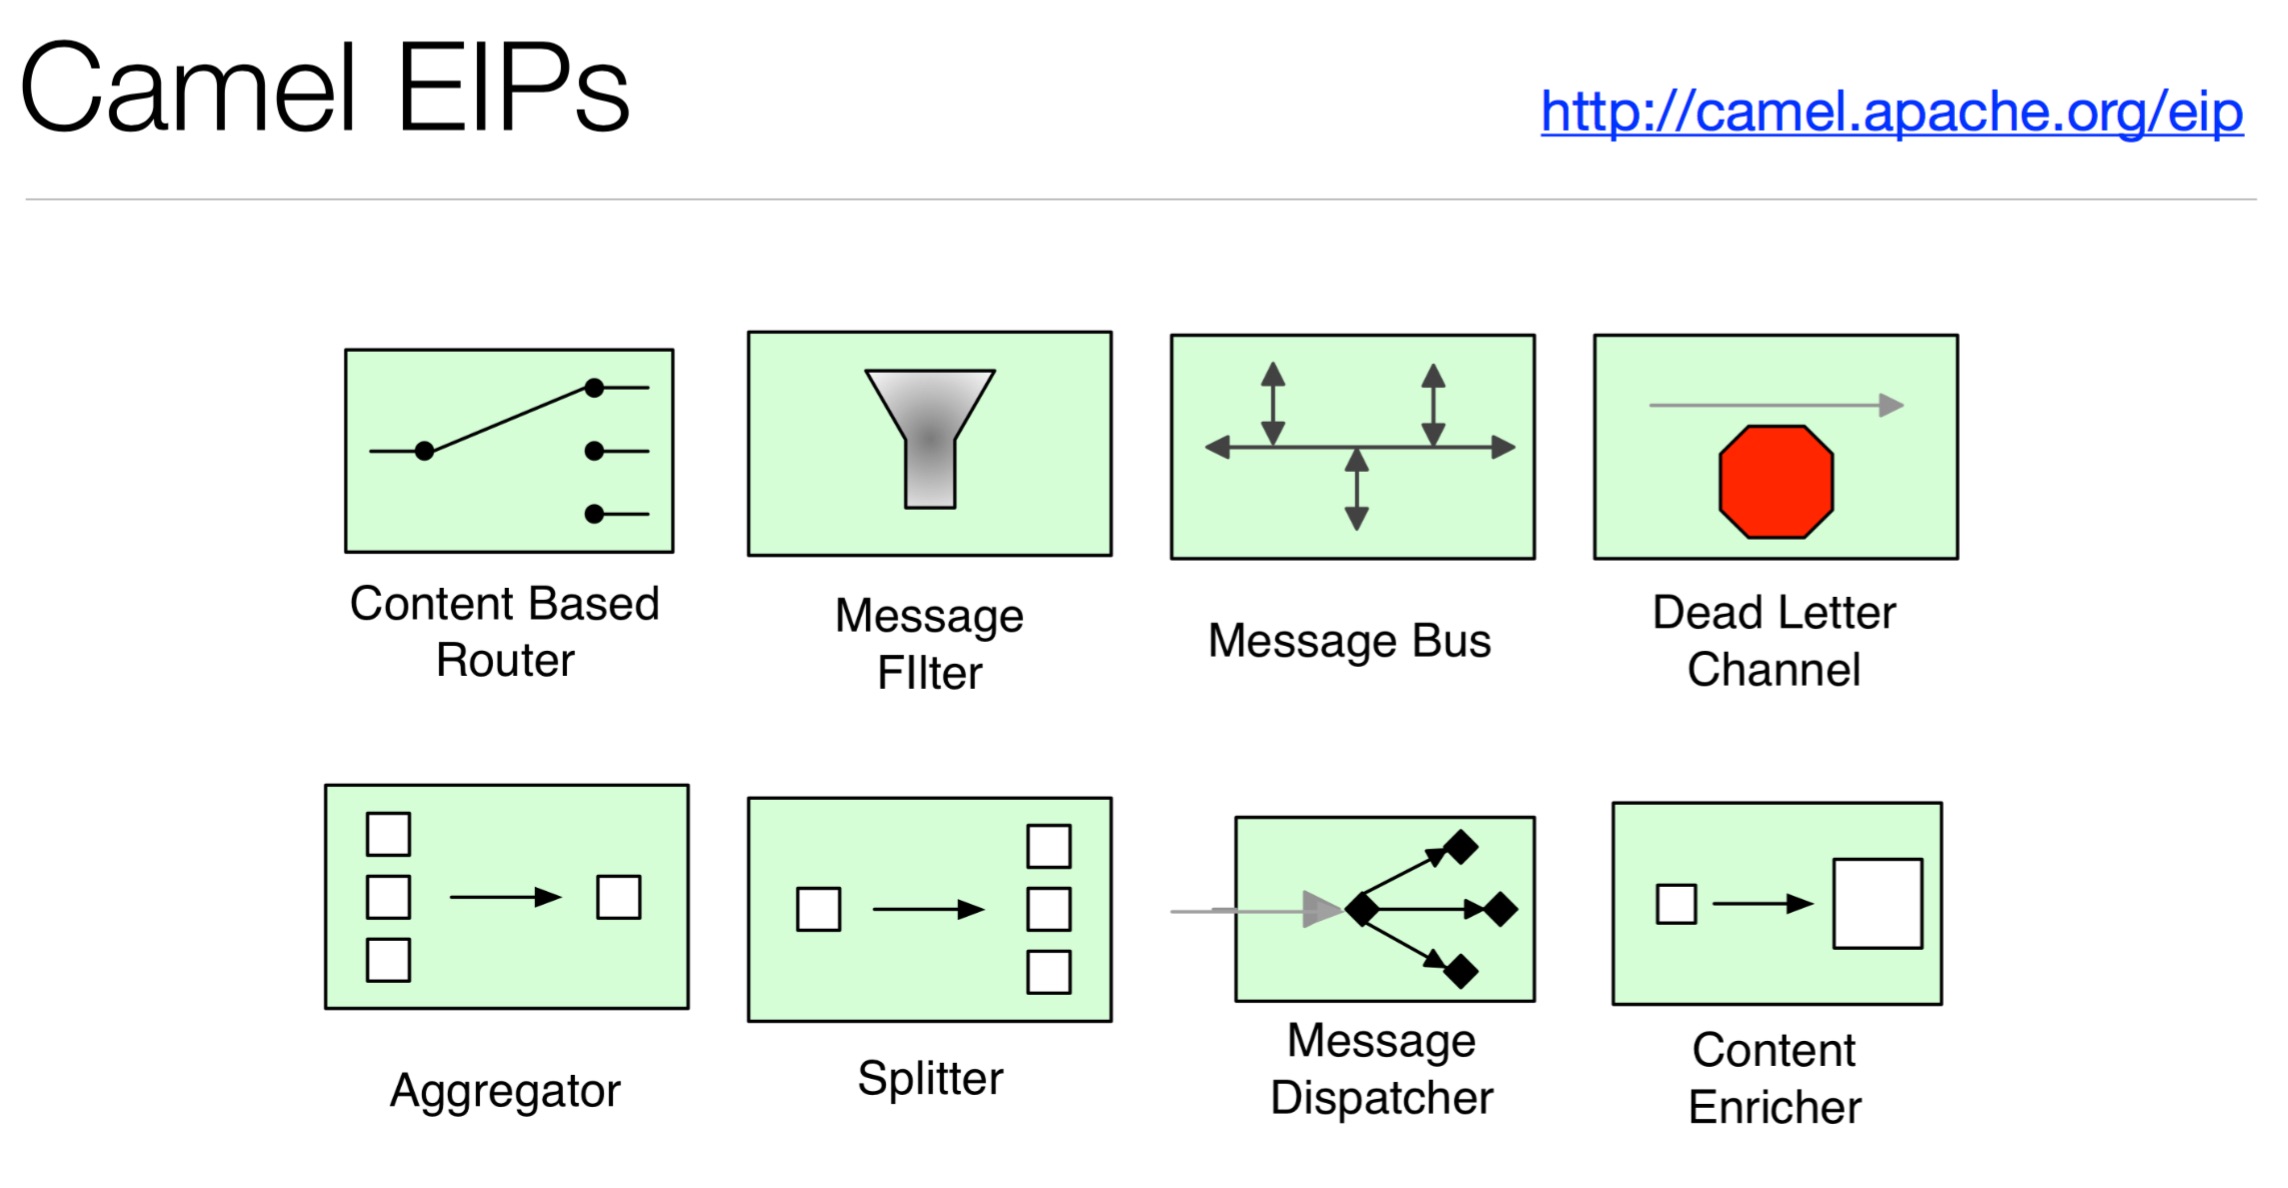 Camel EIPs
http://camel.apache.org/eip
Content Based
Router
Message
FIlter
Message Bus
Dead Letter
Channel
Aggregator
Splitter
Message
Dispatcher
Content
Enricher